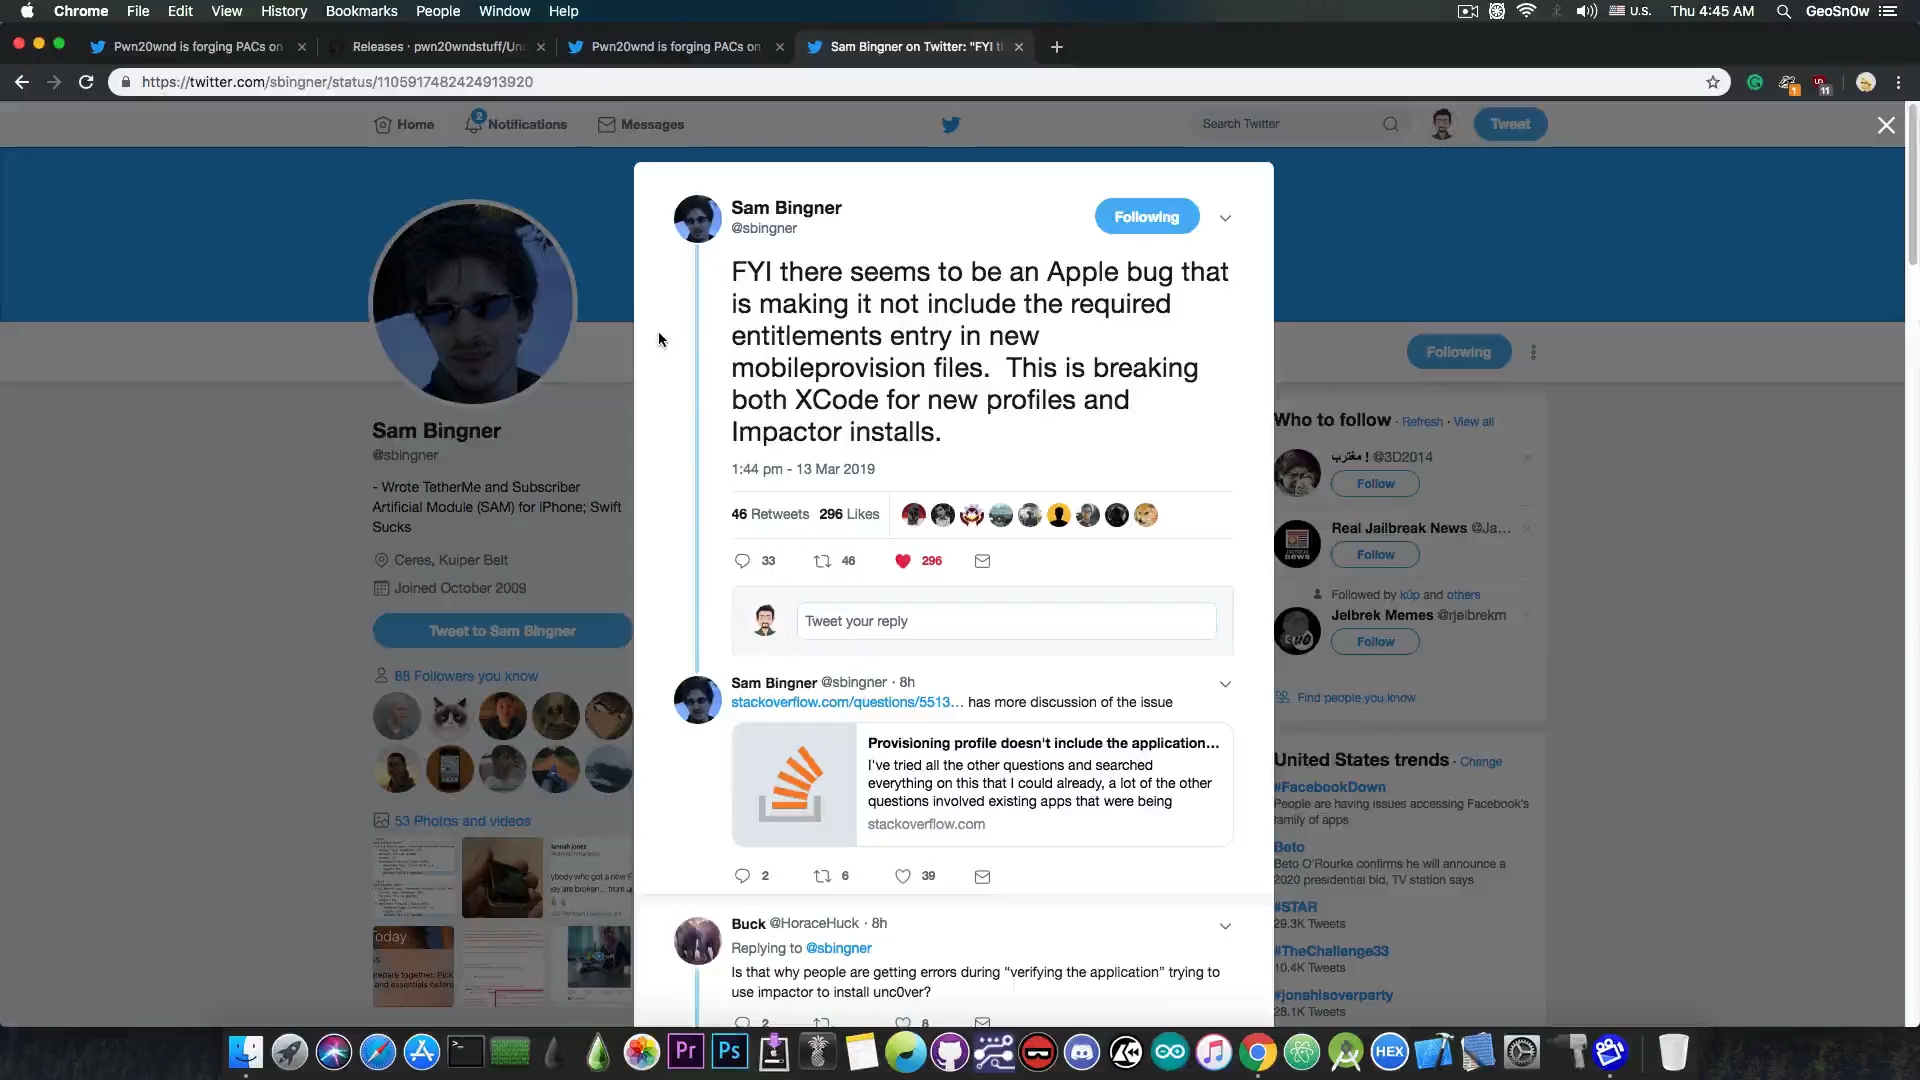 Chrome File Edit View History Bookmarks People Window Help
U.S. Thu 4:45 AM GeoSn0w
Pwn20wnd is forging PACs on
Releases · pwn20wndstuff/Un
Pwn20wnd is forging PACs on
Sam Bingner on Twitter: "FYI t
https://twitter.com/sbingner/status/1105917482424913920
11
1
2
Home Notifications Messages
Search Twitter
Tweet
Sam Bingner
@sbingner
Following
FYI there seems to be an Apple bug that
is making it not include the required
entitlements entry in new
mobileprovision files. This is breaking
both XCode for new profiles and
Impactor installs.
1:44 pm - 13 Mar 2019
46 Retweets 296 Likes
33 46 296
Tweet your reply
Sam Bingner @sbingner · 8h
stackoverflow.com/questions/5513… has more discussion of the issue
Provisioning profile doesn't include the application...
I've tried all the other questions and searched
everything on this that I could already, a lot of the other
questions involved existing apps that were being
stackoverflow.com
2 6 39
Buck @HoraceHuck · 8h
Replying to @sbingner
Is that why people are getting errors during “verifying the application” trying to
use impactor to install unc0ver?
2 8
Sam Bingner
@sbingner
- Wrote TetherMe and Subscriber
Artificial Module (SAM) for iPhone; Swift
Sucks
Ceres, Kuiper Belt
Joined October 2009
Tweet to Sam Bingner
88 Followers you know
53 Photos and videos
Following
Who to follow · Refresh · View all
مغترب ! @3D2014
Follow
Real Jailbreak News @Ja...
Follow
Followed by kúp and others
Jelbrek Memes @rjelbrekm
Follow
Find people you know
United States trends · Change
#FacebookDown
People are having issues accessing Facebook's
family of apps
Beto
Beto O'Rourke confirms he will announce a
2020 presidential bid, TV station says
#STAR
29.3K Tweets
#TheChallenge33
10.4K Tweets
#jonahisoverparty
28.1K Tweets
Pr
Ps
HEX